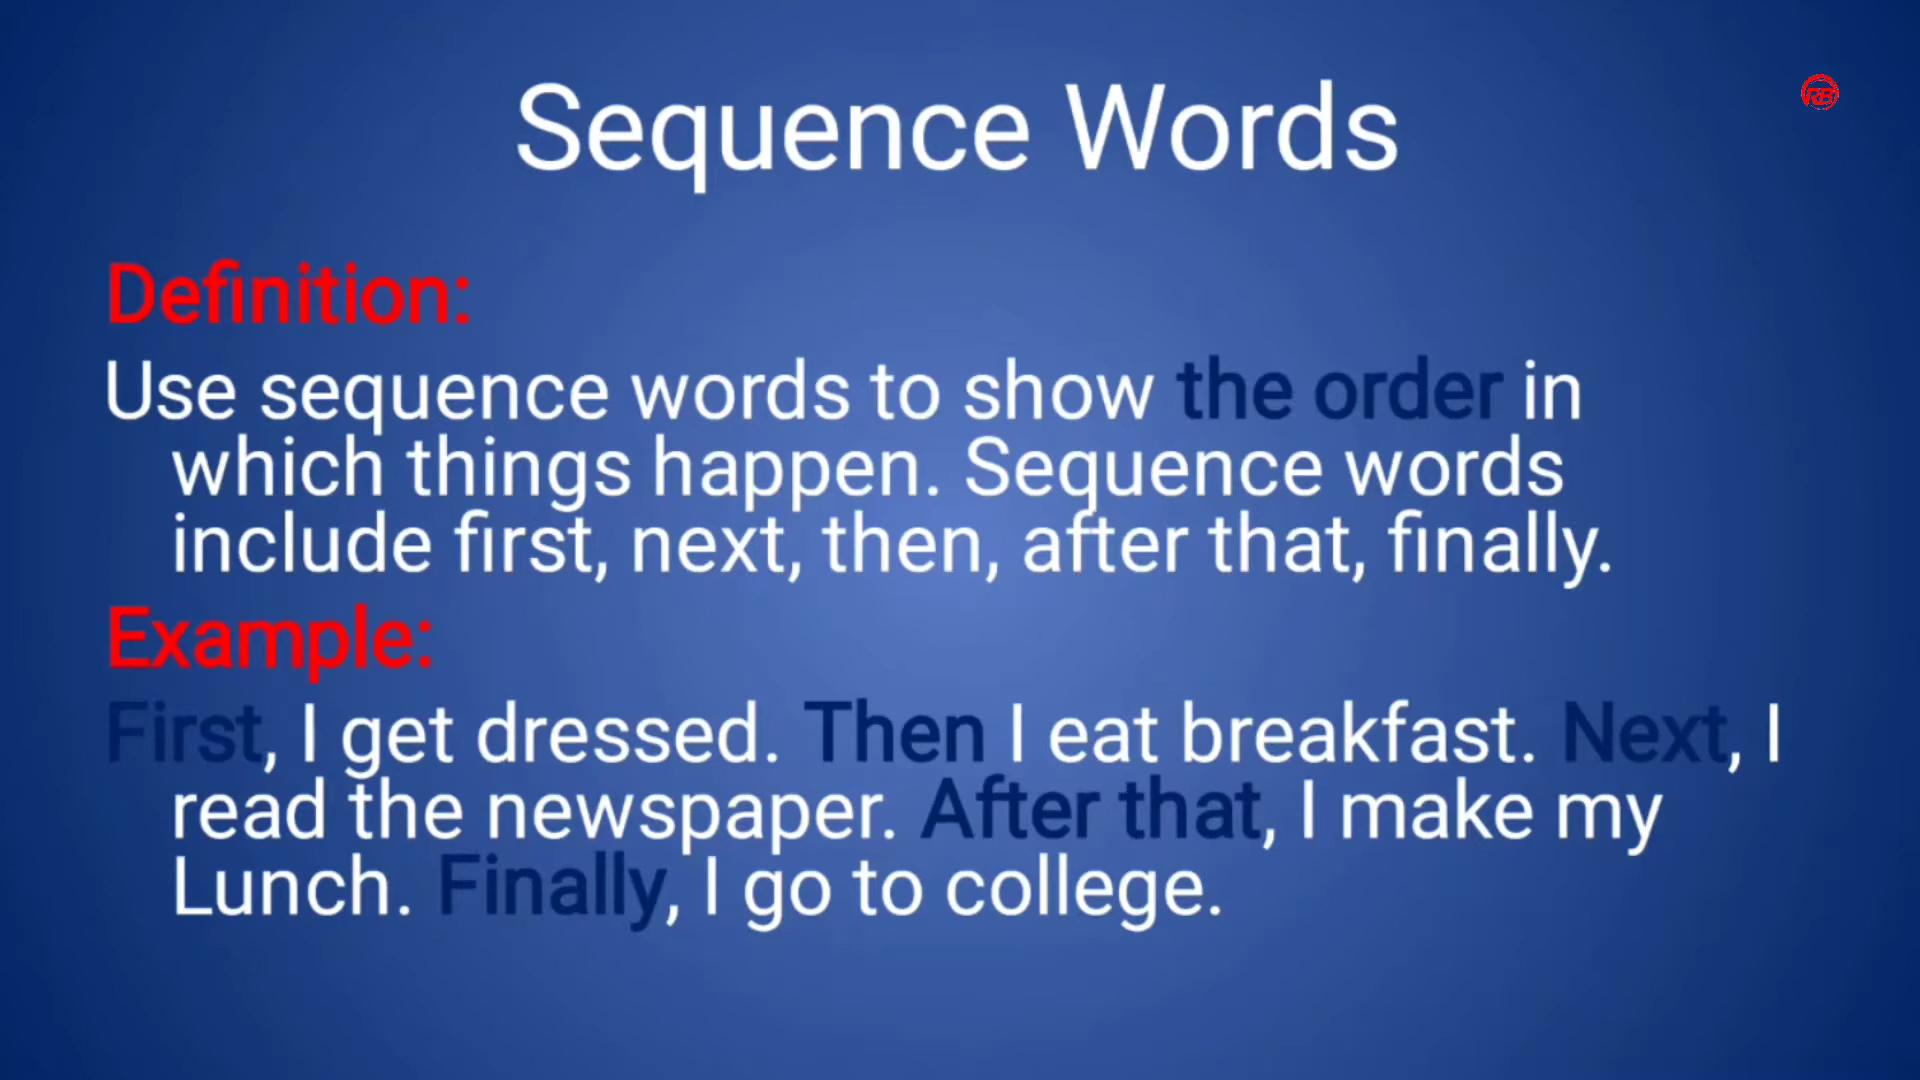 Sequence Words
RB
Definition:
Use sequence words to show the order in
which things happen. Sequence words
include first, next, then, after that, finally.
Example:
First, I get dressed. Then I eat breakfast. Next, I
read the newspaper. After that, I make my
Lunch. Finally, I go to college.